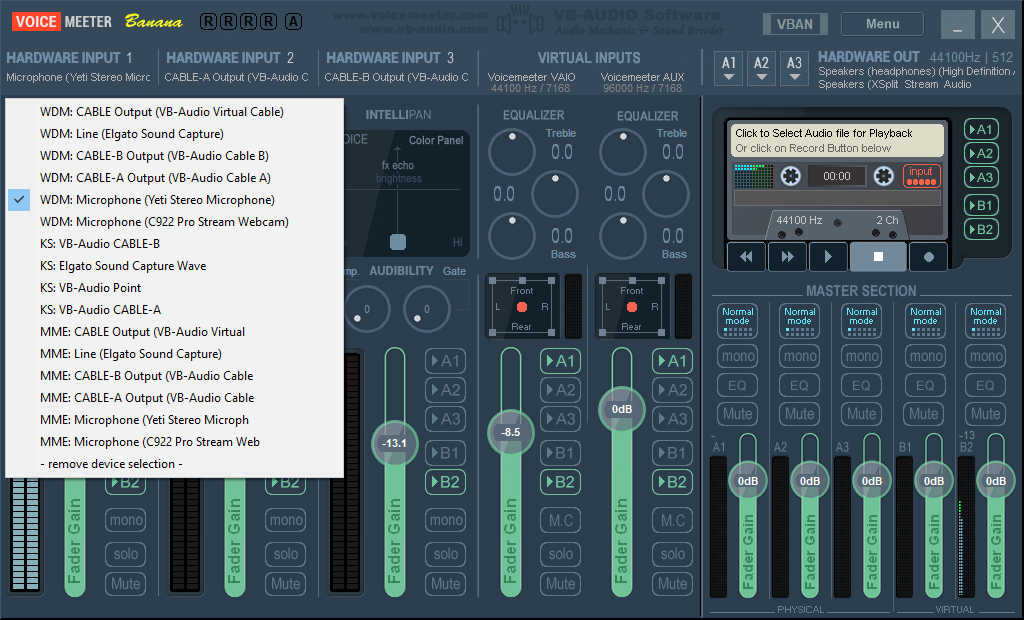 VOICE MEETER Banana R R R R A
www.voicemeeter.com
www.vb-audio.com
VB-AUDIO Software
Audio Mechanic & Sound Breeder
VBAN
Menu
HARDWARE INPUT 1
Microphone (Yeti Stereo Micrc
HARDWARE INPUT 2
CABLE-A Output (VB-Audio C
HARDWARE INPUT 3
CABLE-B Output (VB-Audio C
VIRTUAL INPUTS
Voicemeeter VAIO
44100 Hz / 7168
Voicemeeter AUX
96000 Hz / 7168
A1 A2 A3
HARDWARE OUT 44100Hz | 512
Speakers (headphones) (High Definition A
Speakers (XSplit Stream Audio
WDM: CABLE Output (VB-Audio Virtual Cable)
WDM: Line (Elgato Sound Capture)
WDM: CABLE-B Output (VB-Audio Cable B)
WDM: CABLE-A Output (VB-Audio Cable A)
WDM: Microphone (Yeti Stereo Microphone)
WDM: Microphone (C922 Pro Stream Webcam)
KS: VB-Audio CABLE-B
KS: Elgato Sound Capture Wave
KS: VB-Audio Point
KS: VB-Audio CABLE-A
MME: CABLE Output (VB-Audio Virtual
MME: Line (Elgato Sound Capture)
MME: CABLE-B Output (VB-Audio Cable
MME: CABLE-A Output (VB-Audio Cable
MME: Microphone (Yeti Stereo Microph
MME: Microphone (C922 Pro Stream Web
- remove device selection -
INTELLIPAN
OICE Color Panel
fx echo
brightness
Hi
mp. AUDIBILITY Gate
0 0
EQUALIZER
Treble
0.0
0.0
0.0
Bass
EQUALIZER
Treble
0.0
0.0
0.0
Bass
Front
L R
Rear
Front
L R
Rear
B2
mono
solo
Mute
Fader Gain
B2
mono
solo
Mute
Fader Gain
-13.1
Fader Gain
A1
A2
A3
B1
B2
mono
solo
Mute
-8.5
Fader Gain
A1
A2
A3
B1
B2
M.C
solo
Mute
0dB
Fader Gain
A1
A2
A3
B1
B2
M.C
solo
Mute
Click to Select Audio file for Playback
Or click on Record Button below
00:00
input
44100 Hz 2 Ch
A1
A2
A3
B1
B2
MASTER SECTION
Normal mode Normal mode Normal mode Normal mode Normal mode
mono mono mono mono mono
EQ EQ EQ EQ EQ
Mute Mute Mute Mute Mute
- -13
A1 A2 A3 B1 B2
0dB 0dB 0dB 0dB 0dB
Fader Gain Fader Gain Fader Gain Fader Gain Fader Gain
PHYSICAL VIRTUAL